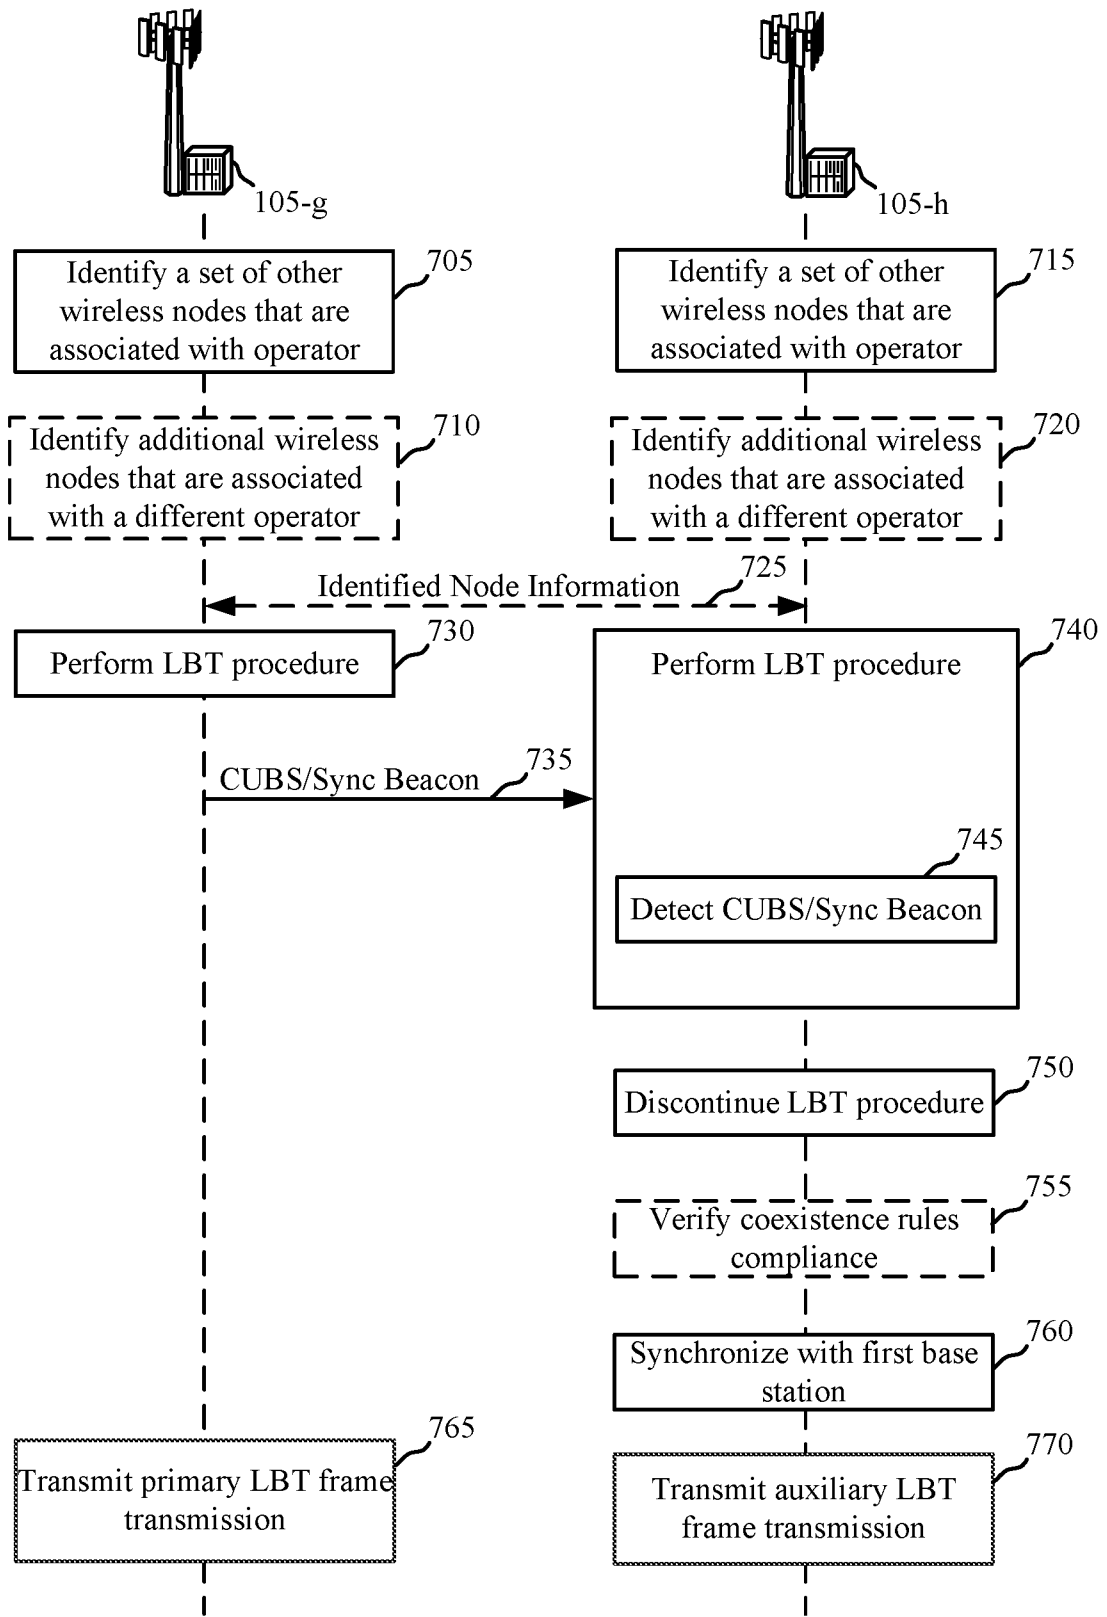 105-g
105-h
705
Identify a set of other
wireless nodes that are
associated with operator
715
Identify a set of other
wireless nodes that are
associated with operator
710
Identify additional wireless
nodes that are associated
with a different operator
720
Identify additional wireless
nodes that are associated
with a different operator
725
Identified Node Information
730
Perform LBT procedure
740
Perform LBT procedure
735
CUBS/Sync Beacon
745
Detect CUBS/Sync Beacon
750
Discontinue LBT procedure
755
Verify coexistence rules
compliance
760
Synchronize with first base
station
765
Transmit primary LBT frame
transmission
770
Transmit auxiliary LBT
frame transmission